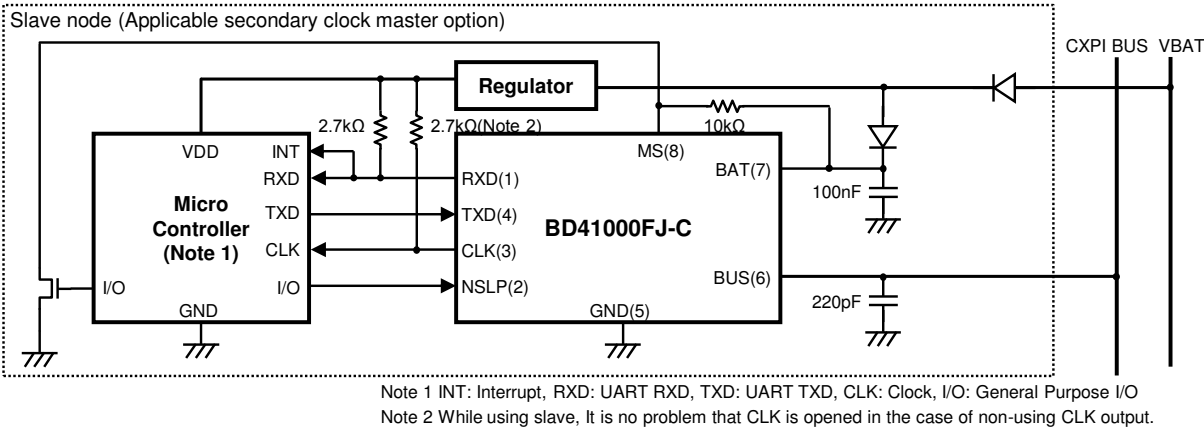 Slave node (Applicable secondary clock master option)
CXPI BUS VBAT
Regulator
2.7kΩ
2.7kΩ(Note 2)
10kΩ
VDD
INT
RXD
TXD
CLK
I/O
I/O
GND
Micro
Controller
(Note 1)
MS(8)
BAT(7)
RXD(1)
TXD(4)
CLK(3)
NSLP(2)
BD41000FJ-C
BUS(6)
GND(5)
100nF
220pF
Note 1 INT: Interrupt, RXD: UART RXD, TXD: UART TXD, CLK: Clock, I/O: General Purpose I/O
Note 2 While using slave, It is no problem that CLK is opened in the case of non-using CLK output.